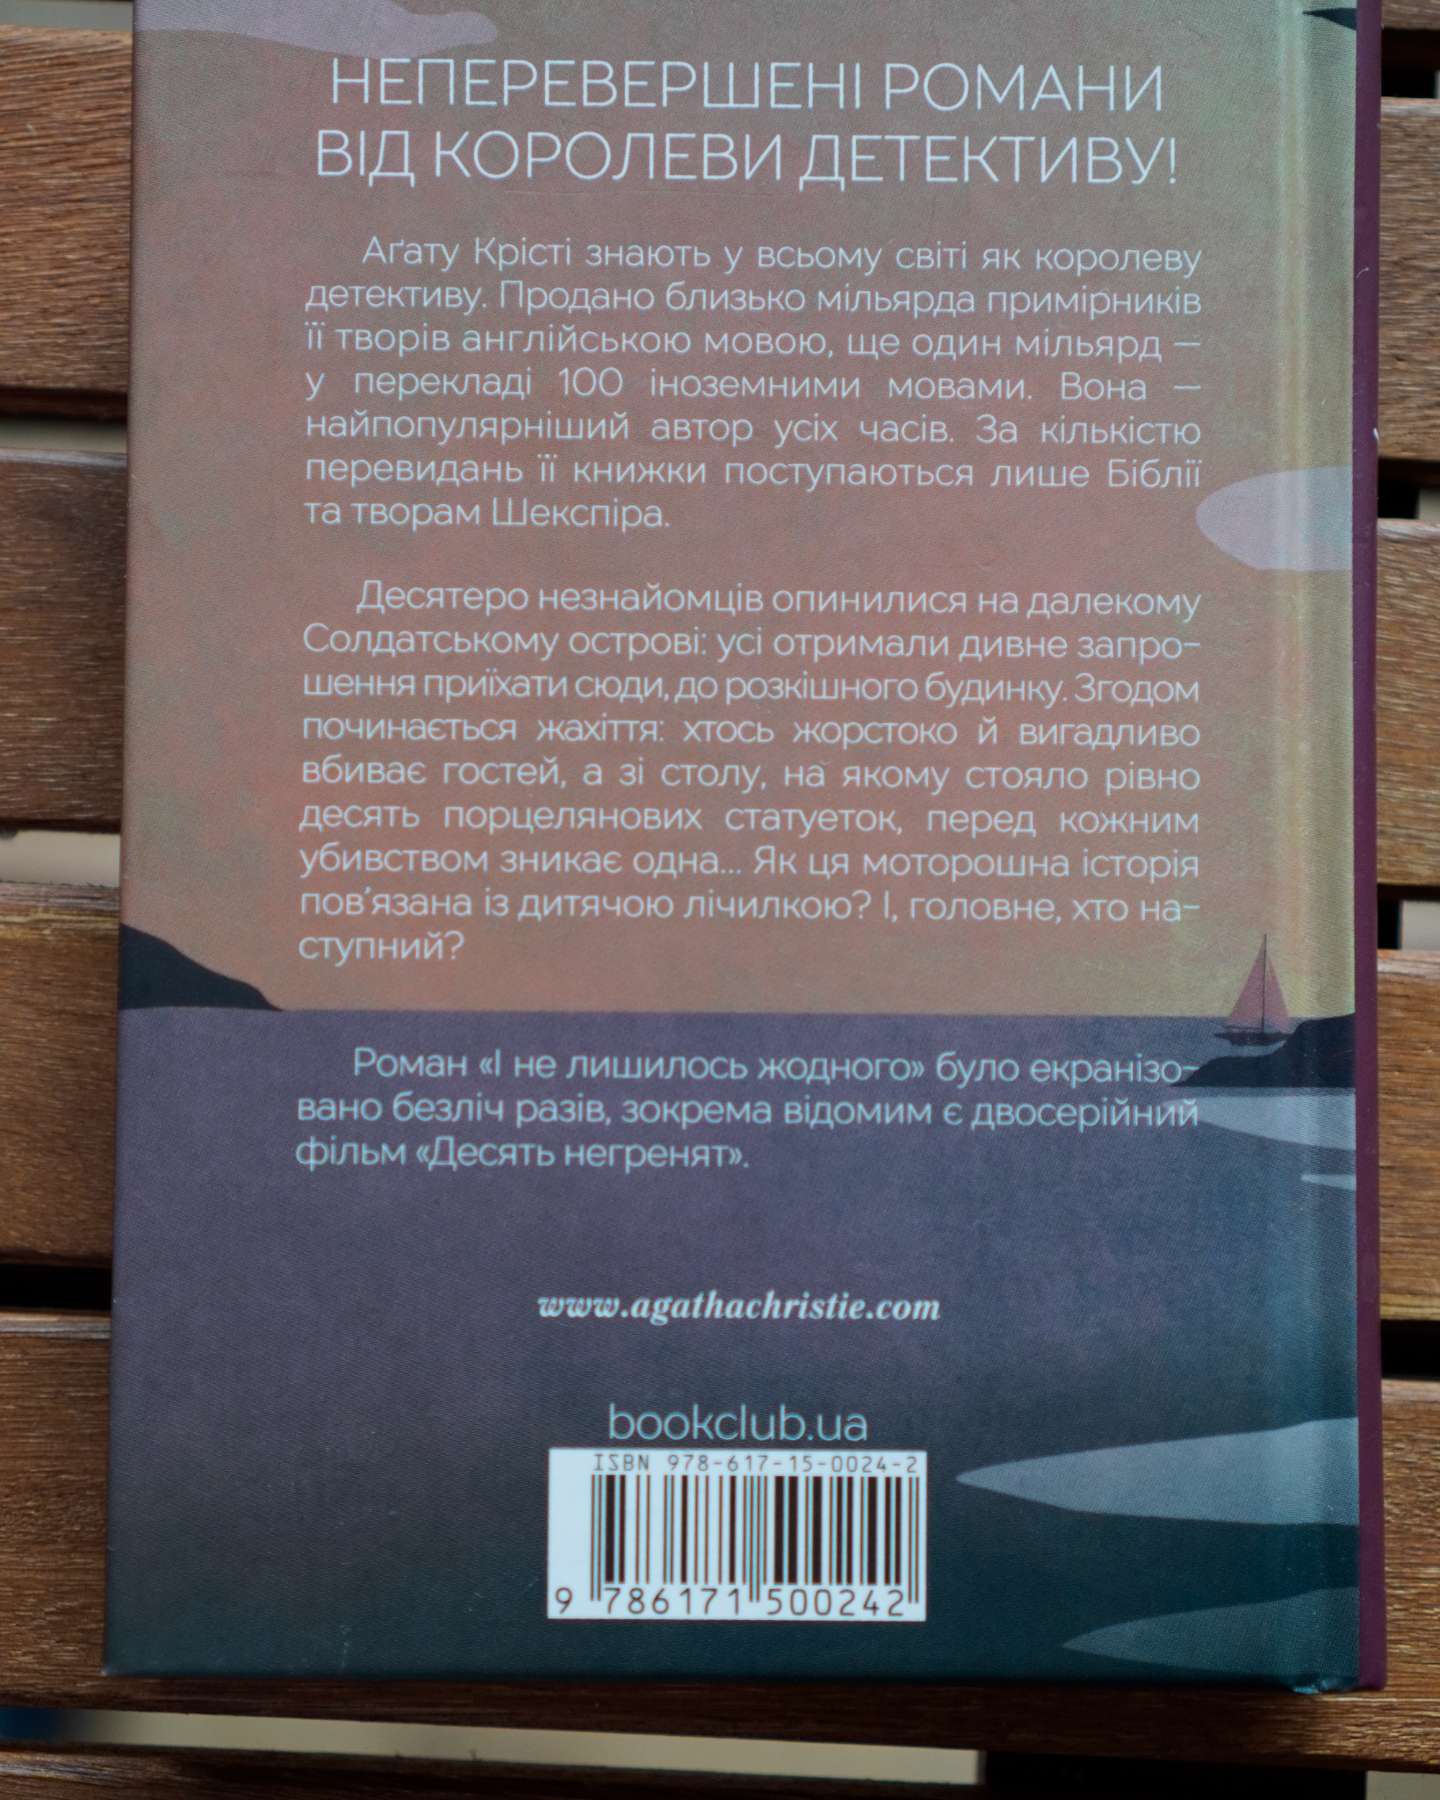 НЕПЕРЕВЕРШЕНІ РОМАНИ
ВІД КОРОЛЕВИ ДЕТЕКТИВУ!
Аґату Крісті знають у всьому світі як королеву
детективу. Продано близько мільярда примірників
її творів англійською мовою, ще один мільярд —
у перекладі 100 іноземними мовами. Вона —
найпопулярніший автор усіх часів. За кількістю
перевидань її книжки поступаються лише Біблії
та творам Шекспіра.
Десятеро незнайомців опинилися на далекому
Солдатському острові: усі отримали дивне запро-
шення приїхати сюди, до розкішного будинку. Згодом
починається жахіття: хтось жорстоко й вигадливо
вбиває гостей, а зі столу, на якому стояло рівно
десять порцелянових статуеток, перед кожним
убивством зникає одна... Як ця моторошна історія
пов'язана із дитячою лічилкою? І, головне, хто на-
ступний?
Роман «І не лишилось жодного» було екранізо-
вано безліч разів, зокрема відомим є двосерійний
фільм «Десять негренят».
www.agathachristie.com
bookclub.ua
ISBN 978-617-15-0024-2
9 786171 500242